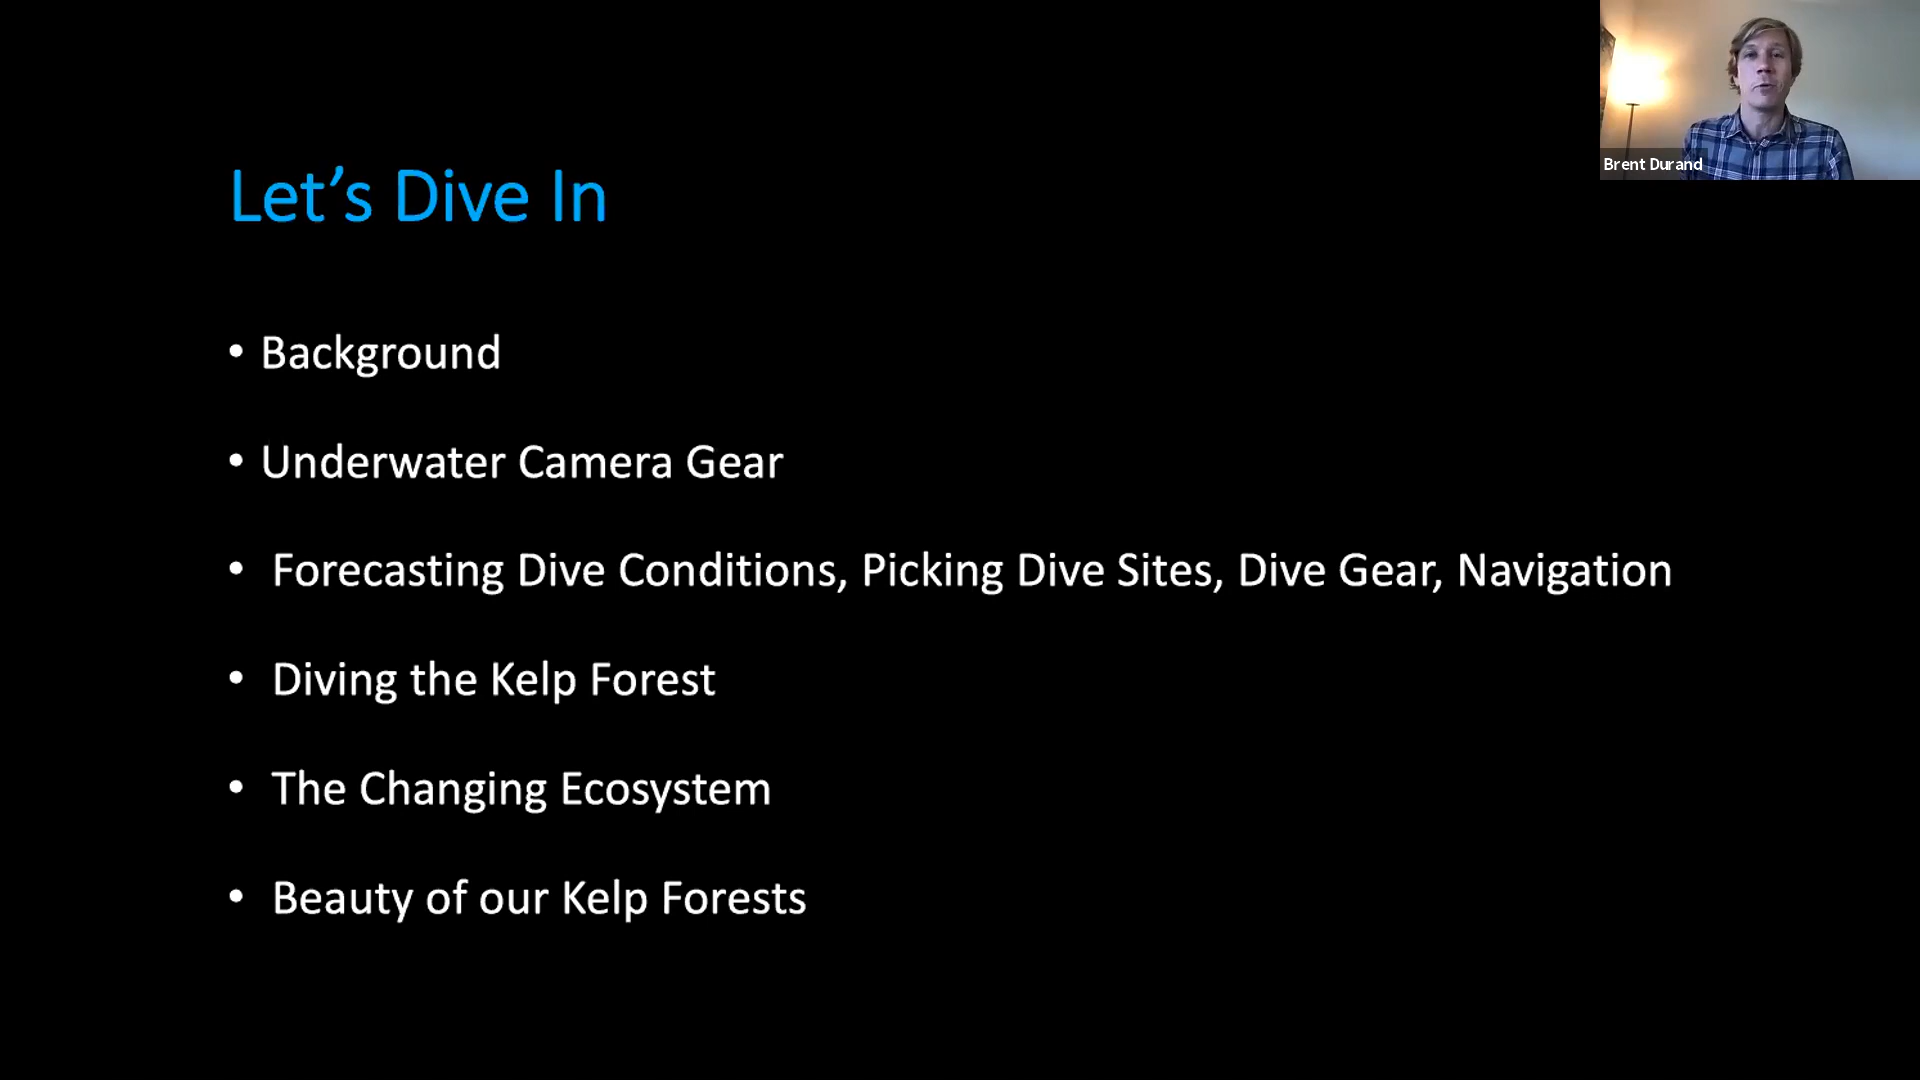 Let’s Dive In
• Background
• Underwater Camera Gear
• Forecasting Dive Conditions, Picking Dive Sites, Dive Gear, Navigation
• Diving the Kelp Forest
• The Changing Ecosystem
• Beauty of our Kelp Forests
Brent Durand